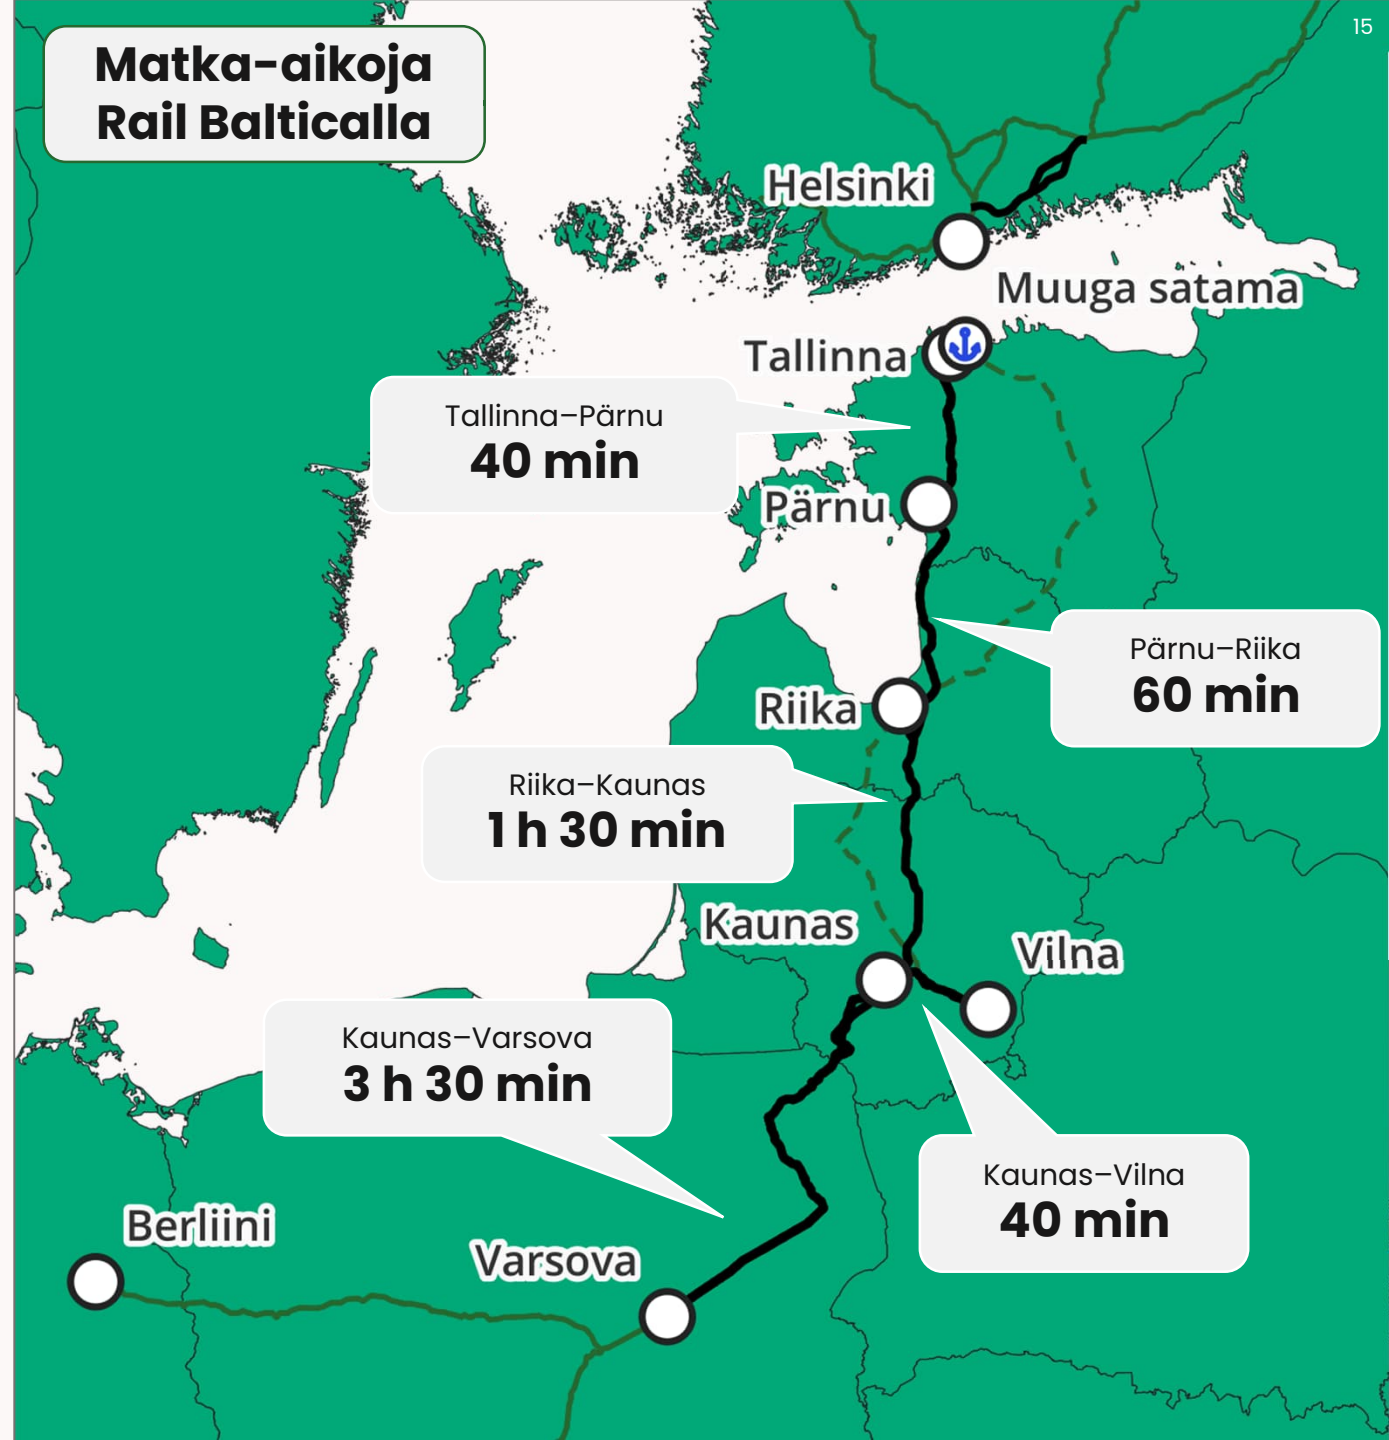 15
Matka-aikoja
Rail Balticalla
Helsinki
Muuga satama
Tallinna
Tallinna–Pärnu
40 min
Pärnu
Pärnu–Riika
60 min
Riika
Riika–Kaunas
1 h 30 min
Kaunas
Vilna
Kaunas–Varsova
3 h 30 min
Kaunas–Vilna
40 min
Berliini
Varsova